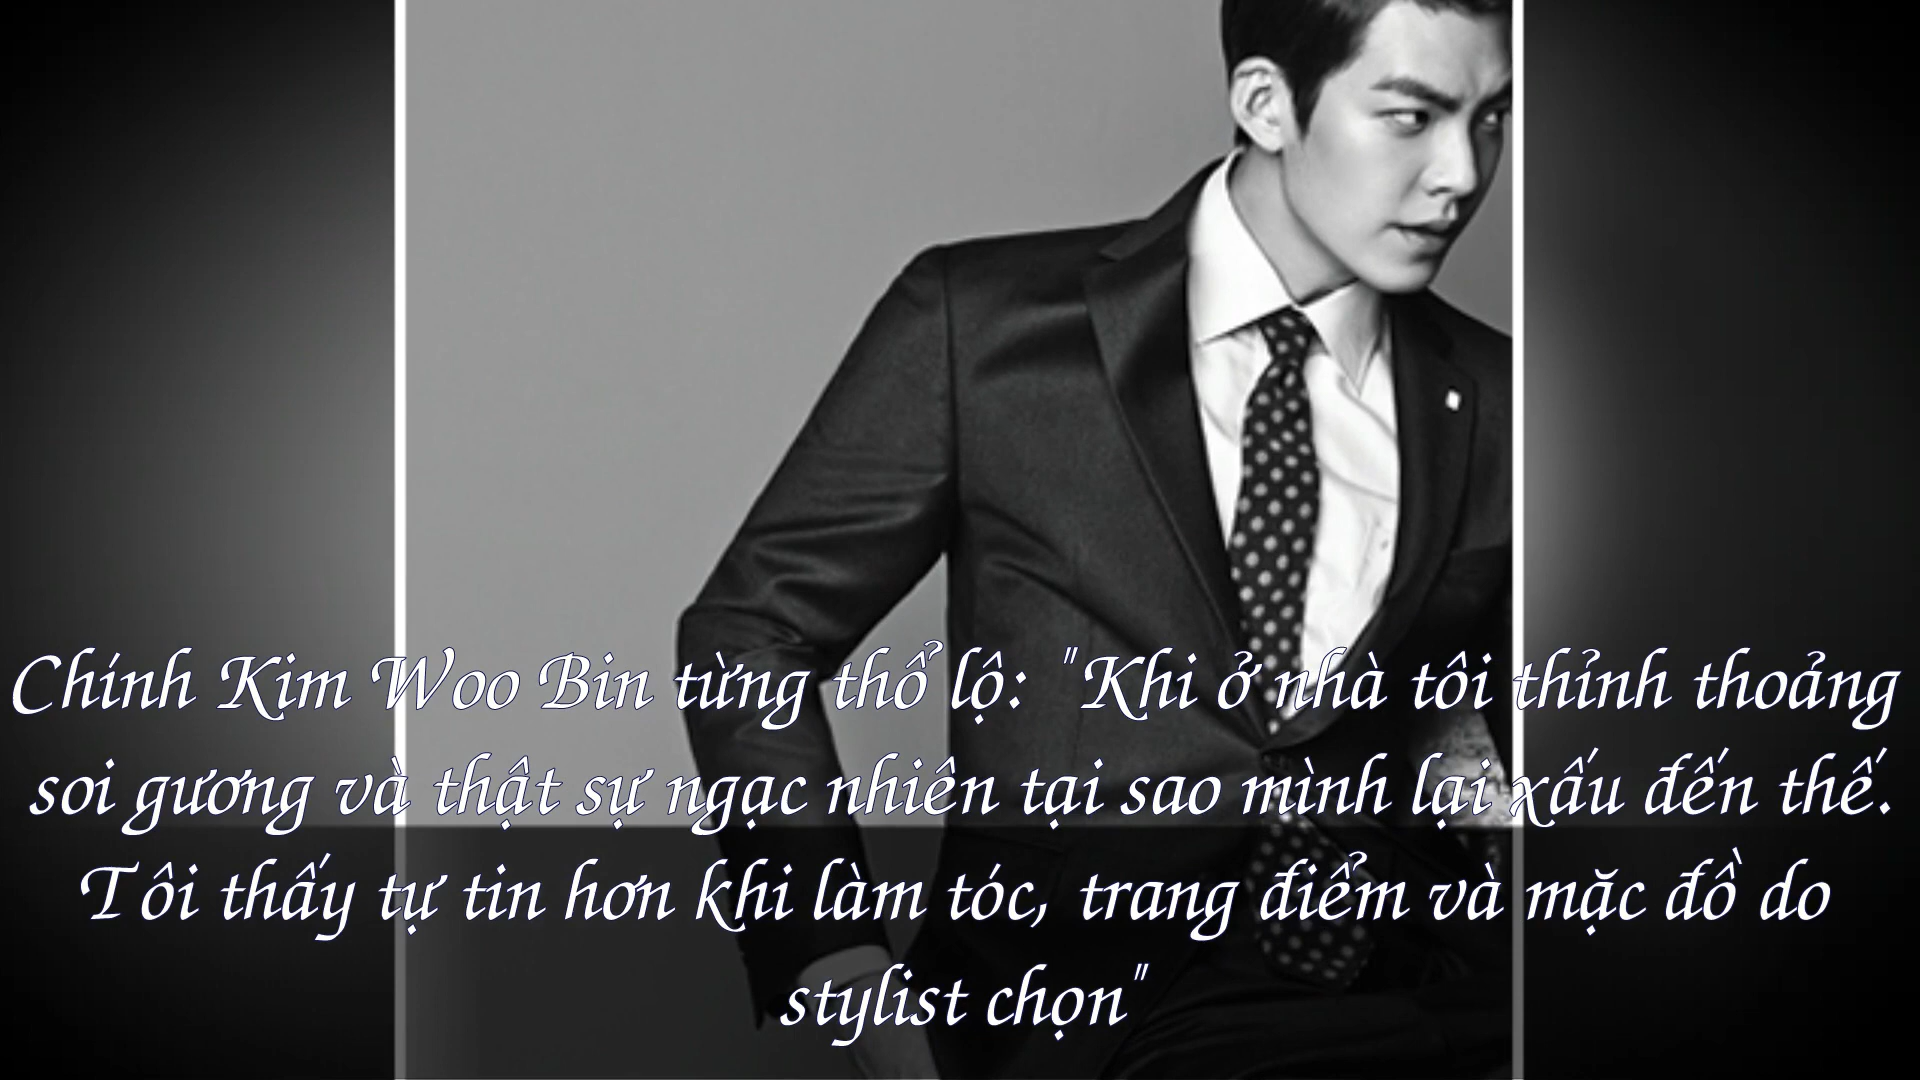 Chính Kim Woo Bin từng thổ lộ: "Khi ở nhà tôi thỉnh thoảng
soi gương và thật sự ngạc nhiên tại sao mình lại xấu đến thế.
Tôi thấy tự tin hơn khi làm tóc, trang điểm và mặc đồ do
stylist chọn"